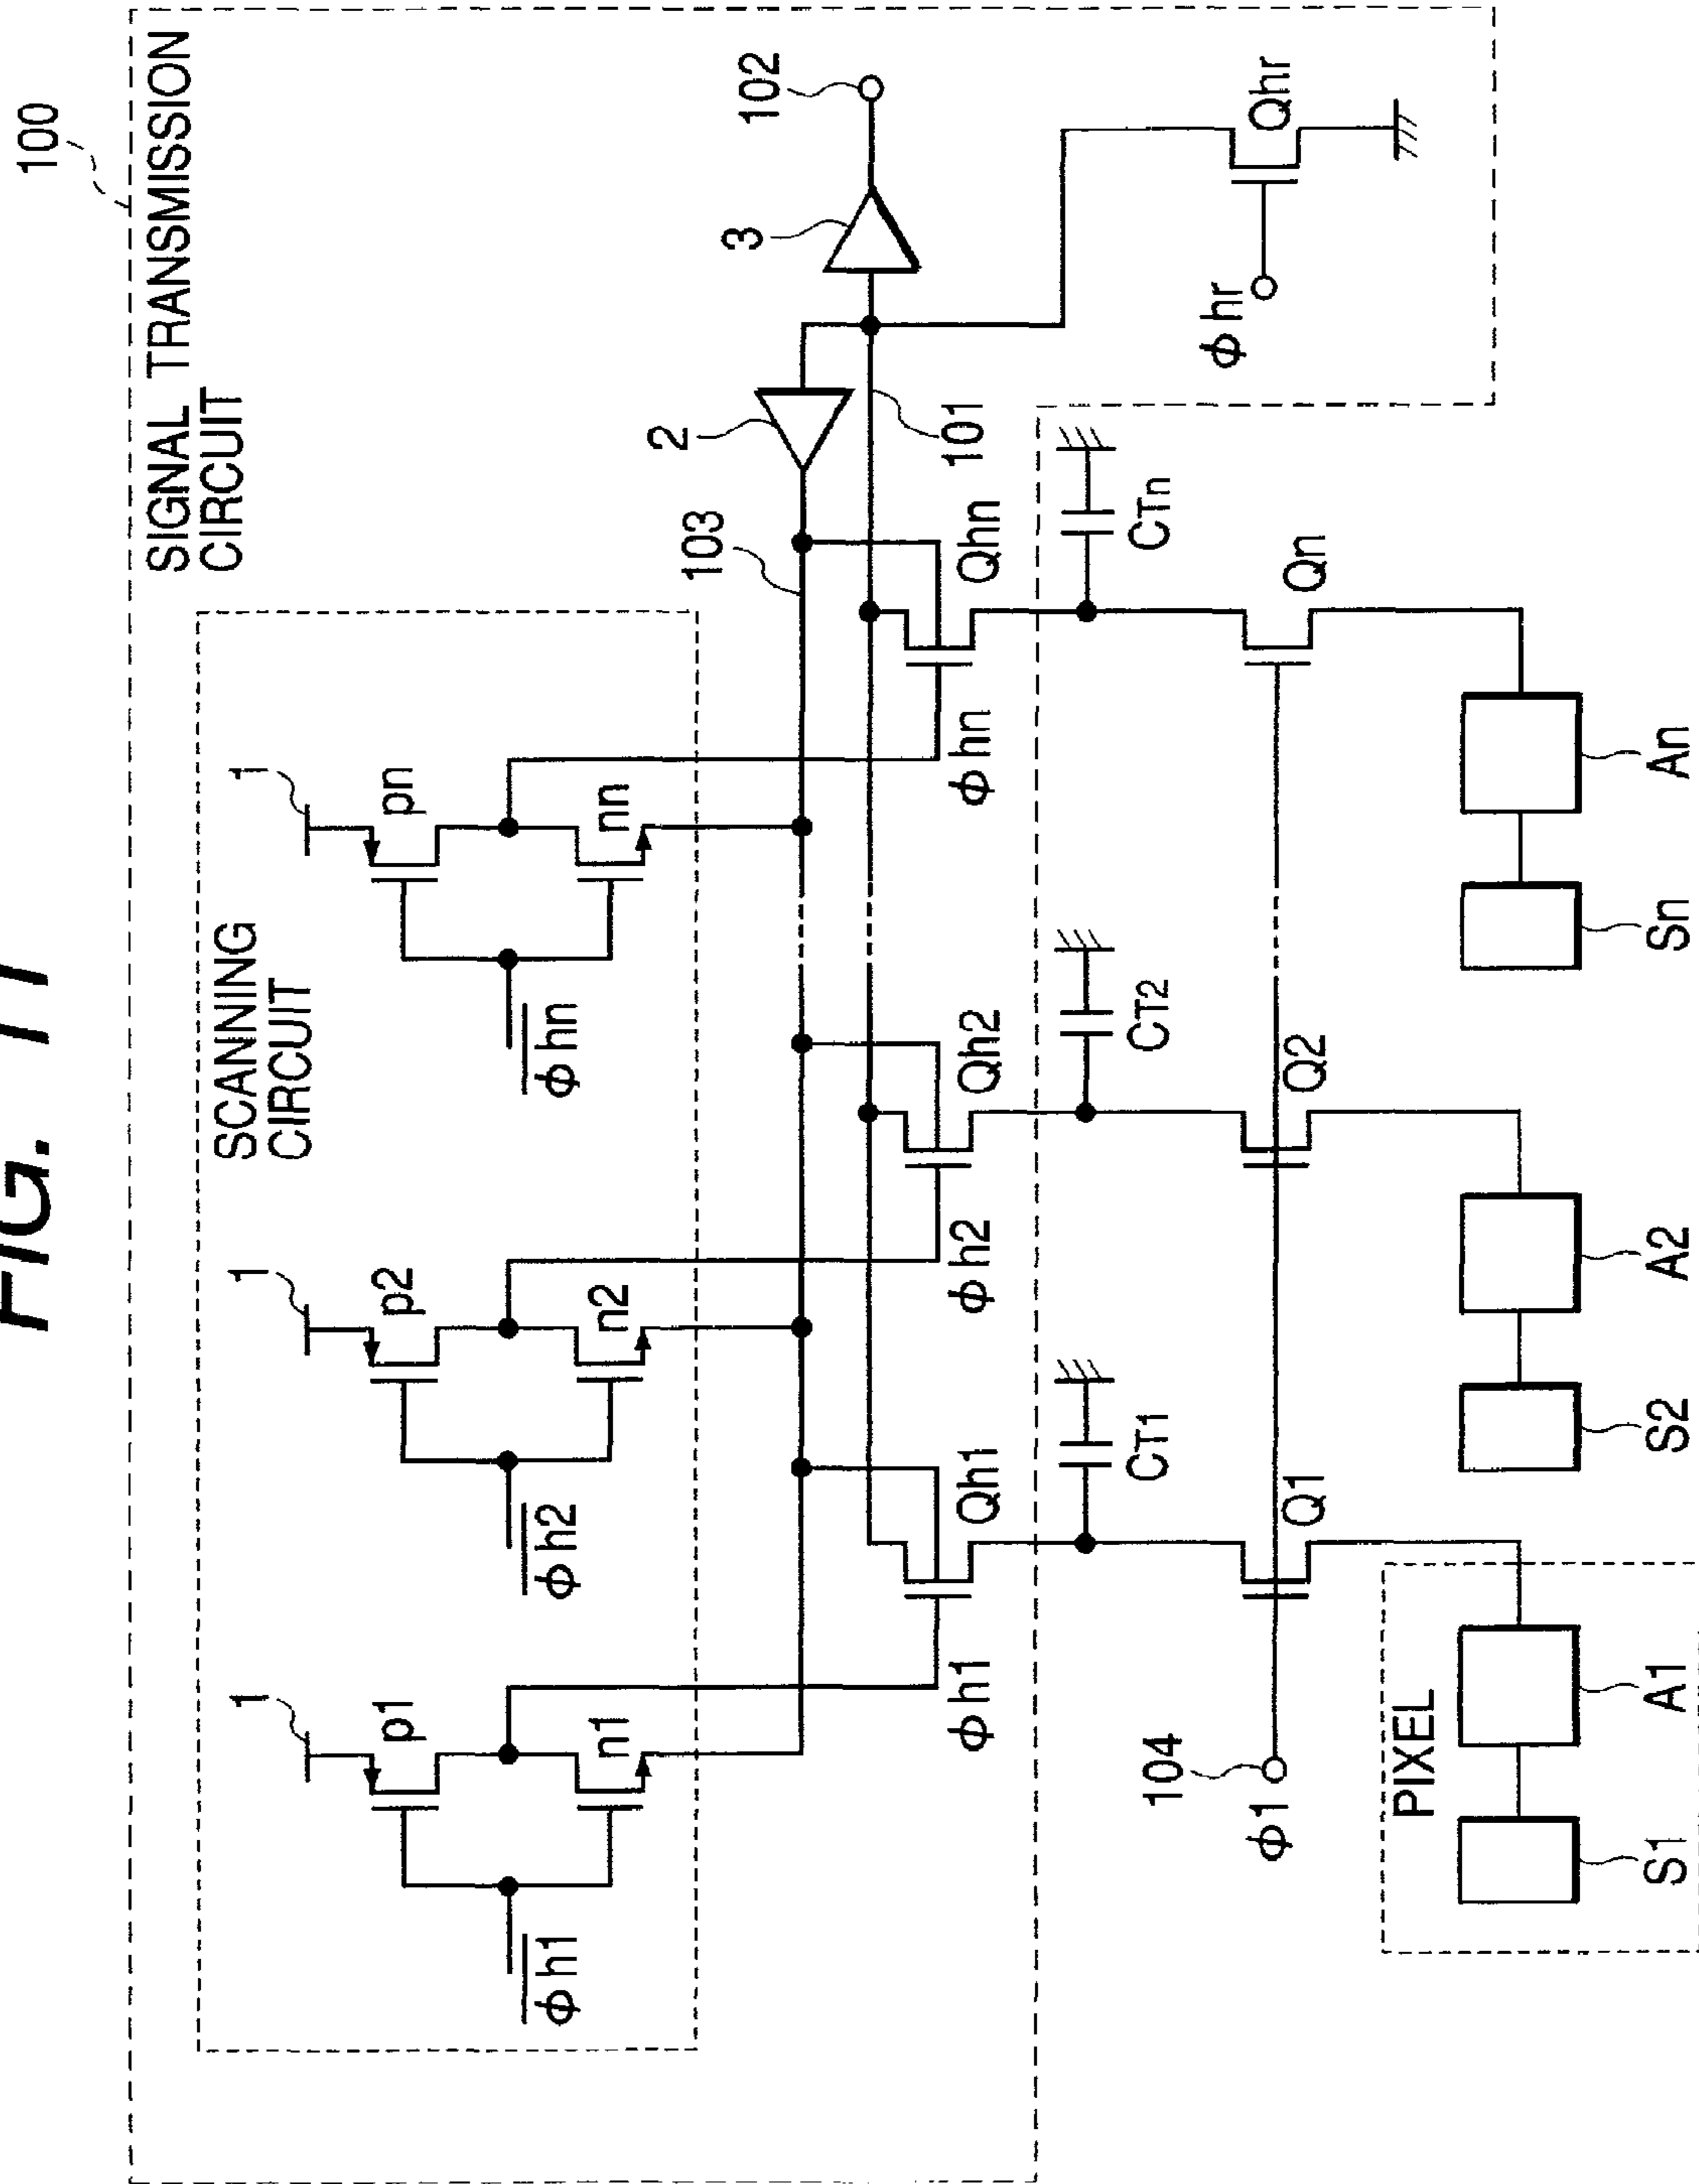 FIG. 11
100
SIGNAL TRANSMISSION
CIRCUIT
SCANNING
CIRCUIT
1
1
1
p1
p2
pn
n1
n2
nn
φh1
φh2
φhn
103
2
3
102
101
φh1
Qh1
φh2
Qh2
φhn
Qhn
φhr
Qhr
CT1
CT2
CTn
104
φ1
Q1
Q2
Qn
PIXEL
S1
A1
S2
A2
Sn
An